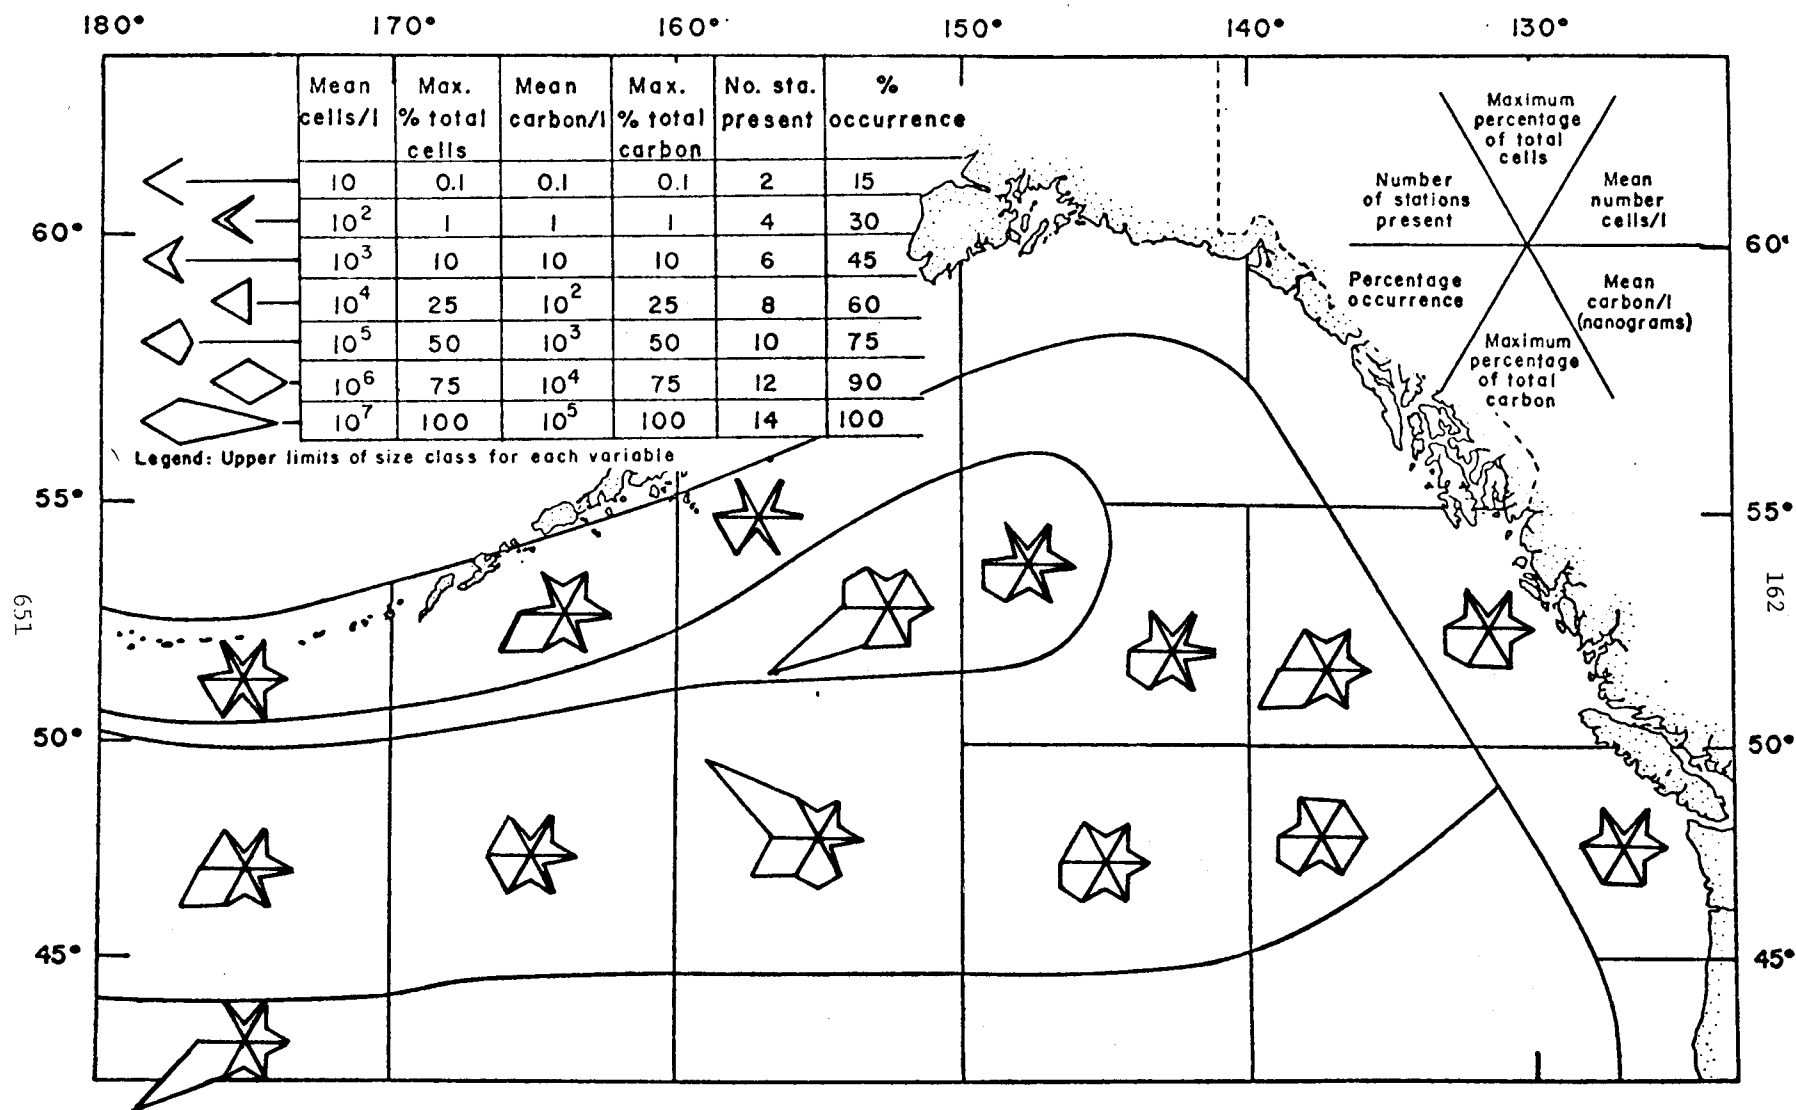 180° 170° 160° 150° 140° 130°
Mean cells/l Max. % total cells Mean carbon/l Max. % total carbon No. sta. present % occurrence
10 0.1 0.1 0.1 2 15
10² 1 1 1 4 30
10³ 10 10 10 6 45
10⁴ 25 10² 25 8 60
10⁵ 50 10³ 50 10 75
10⁶ 75 10⁴ 75 12 90
10⁷ 100 10⁵ 100 14 100
Legend: Upper limits of size class for each variable
Maximum
percentage
of total
cells
Number
of stations
present
Mean
number
cells/l
Percentage
occurrence
Mean
carbon/l
(nanograms)
Maximum
percentage
of total
carbon
60° 60°
55° 55°
50° 50°
45° 45°
651
162